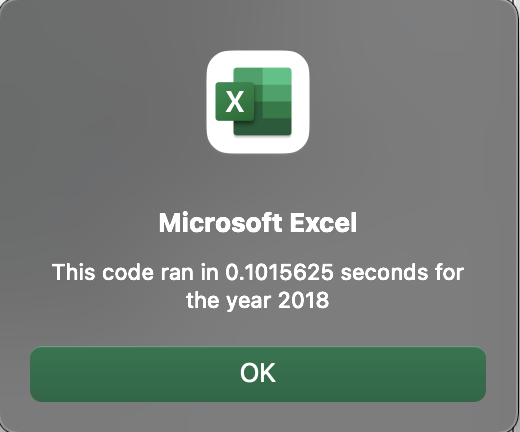 X
Microsoft Excel
This code ran in 0.1015625 seconds for
the year 2018
OK